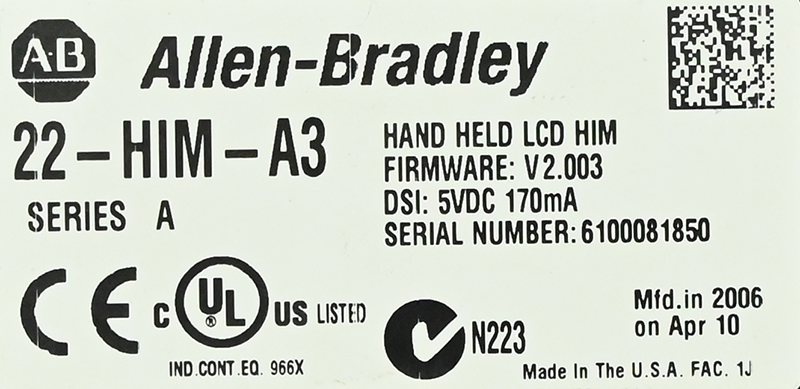 A-B Allen-Bradley
22-HIM-A3
SERIES A
HAND HELD LCD HIM
FIRMWARE: V2.003
DSI: 5VDC 170mA
SERIAL NUMBER: 6100081850
CE
C UL ® US LISTED
IND.CONT.EQ. 966X
N223
Mfd.in 2006
on Apr 10
Made In The U.S.A. FAC. 1J